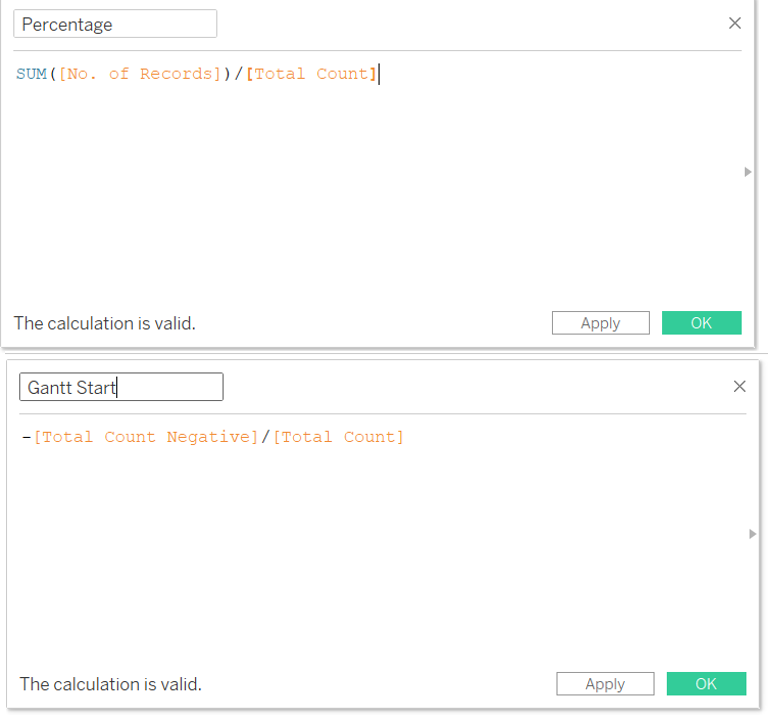 Percentage
SUM([No. of Records])/[Total Count]
The calculation is valid.
Apply
OK
Gantt Start
-[Total Count Negative]/[Total Count]
The calculation is valid.
Apply
OK